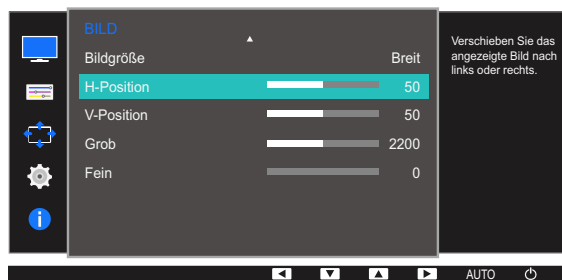 BILD
Bildgröße Breit
H-Position 50
V-Position 50
Grob 2200
Fein 0
Verschieben Sie das
angezeigte Bild nach
links oder rechts.
AUTO